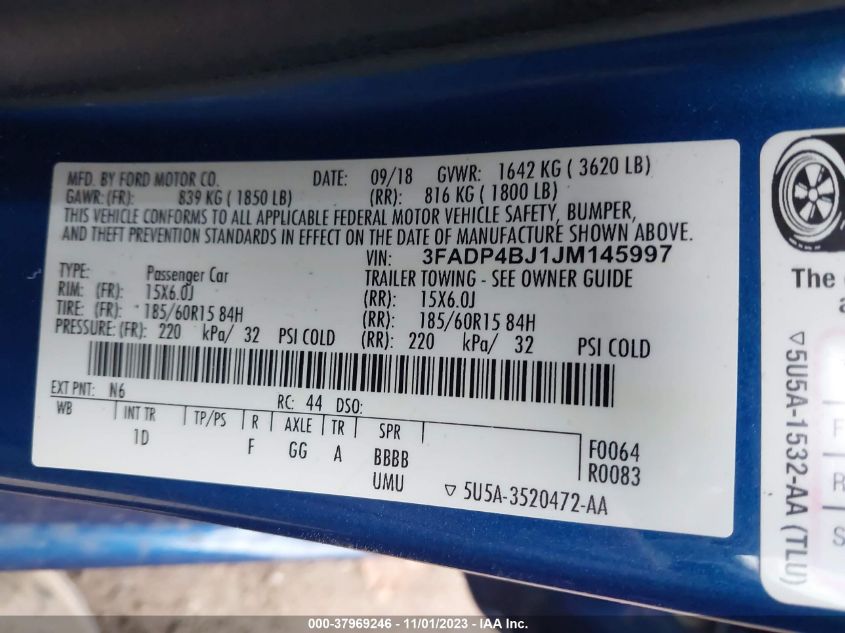 MFD. BY FORD MOTOR CO. DATE: 09/18 GVWR: 1642 KG ( 3620 LB)
GAWR: (FR): 839 KG ( 1850 LB) (RR): 816 KG ( 1800 LB)
THIS VEHICLE CONFORMS TO ALL APPLICABLE FEDERAL MOTOR VEHICLE SAFETY, BUMPER,
AND THEFT PREVENTION STANDARDS IN EFFECT ON THE DATE OF MANUFACTURE SHOWN ABOVE.
VIN: 3FADP4BJ1JM145997
TYPE: Passenger Car TRAILER TOWING - SEE OWNER GUIDE
RIM: (FR): 15X6.0J (RR): 15X6.0J
TIRE: (FR): 185/60R15 84H (RR): 185/60R15 84H
PRESSURE: (FR): 220 kPa/ 32 PSI COLD (RR): 220 kPa/ 32 PSI COLD
EXT PNT: N6 RC: 44 DSO:
WB INT TR TP/PS R AXLE TR SPR
1D F GG A BBBB F0064
UMU R0083
▽ 5U5A-3520472-AA
The
a
▽ 5U5A-1532-AA (TLU)
F
R
S
000-37969246 - 11/01/2023 - IAA Inc.